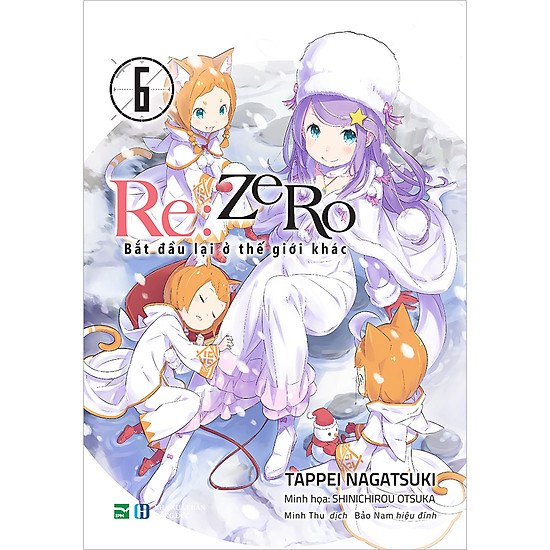 6
Re:ZeRo
Bắt đầu lại ở thế giới khác
TAPPEI NAGATSUKI
Minh họa: SHINICHIROU OTSUKA
Minh Thu dịch Bảo Nam hiệu đính
IPM